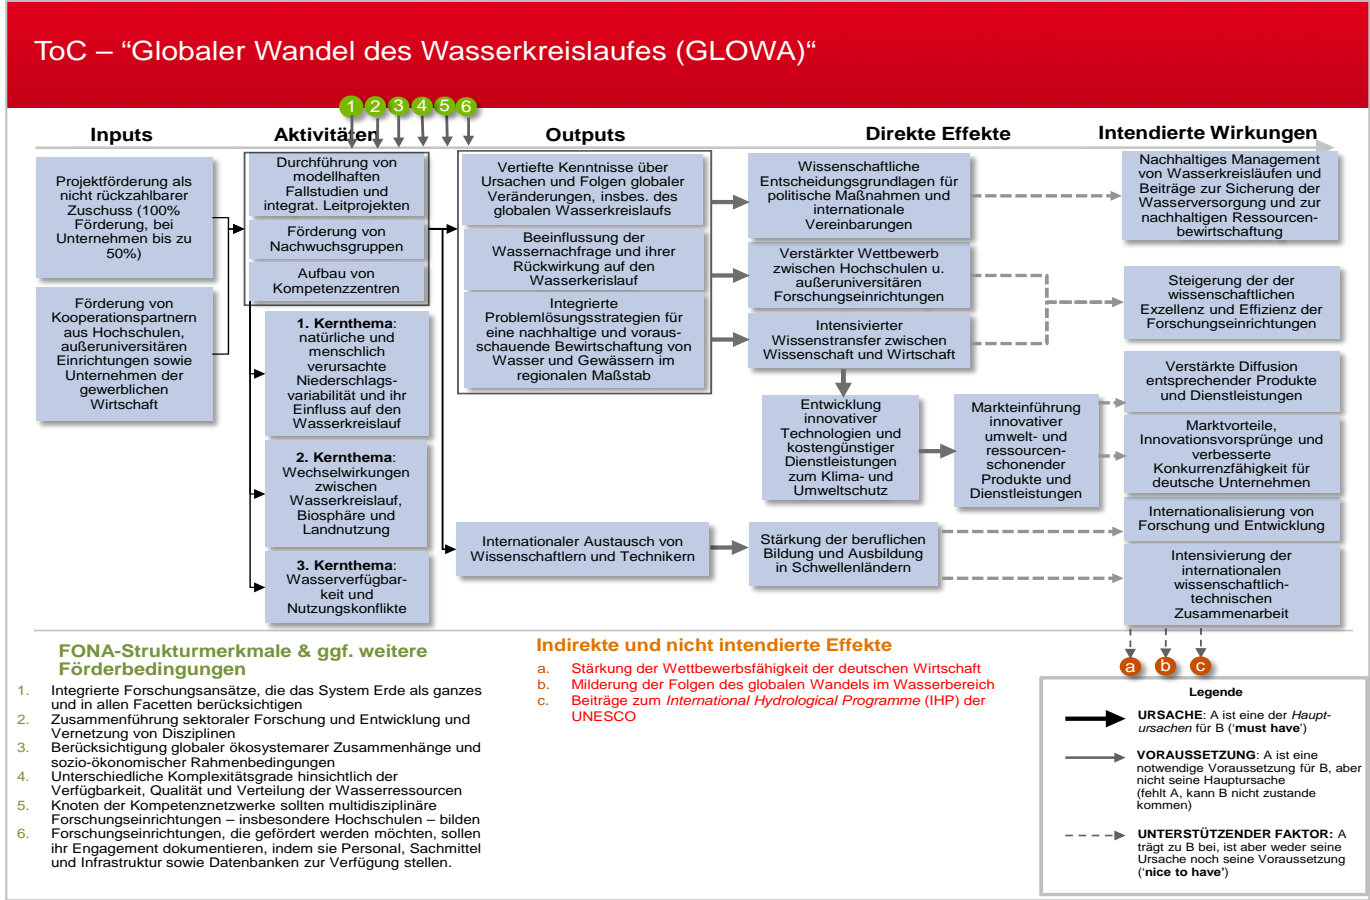 ToC – “Globaler Wandel des Wasserkreislaufes (GLOWA)“
1 2 3 4 5 6
Inputs
Aktivitäten
Outputs
Direkte Effekte
Intendierte Wirkungen
Projektförderung als
nicht rückzahlbarer
Zuschuss (100%
Förderung, bei
Unternehmen bis zu
50%)
Förderung von
Kooperationspartnern
aus Hochschulen,
außeruniversitären
Einrichtungen sowie
Unternehmen der
gewerblichen
Wirtschaft
Durchführung von
modellhaften
Fallstudien und
integrat. Leitprojekten
Förderung von
Nachwuchsgruppen
Aufbau von
Kompetenzzentren
1. Kernthema:
natürliche und
menschlich
verursachte
Niederschlags-
variabilität und ihr
Einfluss auf den
Wasserkreislauf
2. Kernthema:
Wechselwirkungen
zwischen
Wasserkreislauf,
Biosphäre und
Landnutzung
3. Kernthema:
Wasserverfügbar-
keit und
Nutzungskonflikte
Vertiefte Kenntnisse über
Ursachen und Folgen globaler
Veränderungen, insbes. des
globalen Wasserkreislaufs
Beeinflussung der
Wassernachfrage und ihrer
Rückwirkung auf den
Wasserkerislauf
Integrierte
Problemlösungsstrategien für
eine nachhaltige und voraus-
schauende Bewirtschaftung von
Wasser und Gewässern im
regionalen Maßstab
Internationaler Austausch von
Wissenschaftlern und Technikern
Wissenschaftliche
Entscheidungsgrundlagen für
politische Maßnahmen und
internationale
Vereinbarungen
Verstärkter Wettbewerb
zwischen Hochschulen u.
außeruniversitären
Forschungseinrichtungen
Intensivierter
Wissenstransfer zwischen
Wissenschaft und Wirtschaft
Entwicklung
innovativer
Technologien und
kostengünstiger
Dienstleistungen
zum Klima- und
Umweltschutz
Markteinführung
innovativer
umwelt- und
ressourcen-
schonender
Produkte und
Dienstleistungen
Stärkung der beruflichen
Bildung und Ausbildung
in Schwellenländern
Nachhaltiges Management
von Wasserkreisläufen und
Beiträge zur Sicherung der
Wasserversorgung und zur
nachhaltigen Ressourcen-
bewirtschaftung
Steigerung der der
wissenschaftlichen
Exzellenz und Effizienz der
Forschungseinrichtungen
Verstärkte Diffusion
entsprechender Produkte
und Dienstleistungen
Marktvorteile,
Innovationsvorsprünge und
verbesserte
Konkurrenzfähigkeit für
deutsche Unternehmen
Internationalisierung von
Forschung und Entwicklung
Intensivierung der
internationalen
wissenschaftlich-
technischen
Zusammenarbeit
a b c
FONA-Strukturmerkmale & ggf. weitere
Förderbedingungen
1. Integrierte Forschungsansätze, die das System Erde als ganzes
und in allen Facetten berücksichtigen
2. Zusammenführung sektoraler Forschung und Entwicklung und
Vernetzung von Disziplinen
3. Berücksichtigung globaler ökosystemarer Zusammenhänge und
sozio-ökonomischer Rahmenbedingungen
4. Unterschiedliche Komplexitätsgrade hinsichtlich der
Verfügbarkeit, Qualität und Verteilung der Wasserressourcen
5. Knoten der Kompetenznetzwerke sollten multidisziplinäre
Forschungseinrichtungen – insbesondere Hochschulen – bilden
6. Forschungseinrichtungen, die gefördert werden möchten, sollen
ihr Engagement dokumentieren, indem sie Personal, Sachmittel
und Infrastruktur sowie Datenbanken zur Verfügung stellen.
Indirekte und nicht intendierte Effekte
a. Stärkung der Wettbewerbsfähigkeit der deutschen Wirtschaft
b. Milderung der Folgen des globalen Wandels im Wasserbereich
c. Beiträge zum International Hydrological Programme (IHP) der
UNESCO
Legende
URSACHE: A ist eine der Haupt-
ursachen für B (‘must have’)
VORAUSSETZUNG: A ist eine
notwendige Voraussetzung für B, aber
nicht seine Hauptursache
(fehlt A, kann B nicht zustande
kommen)
UNTERSTÜTZENDER FAKTOR: A
trägt zu B bei, ist aber weder seine
Ursache noch seine Voraussetzung
(‘nice to have’)